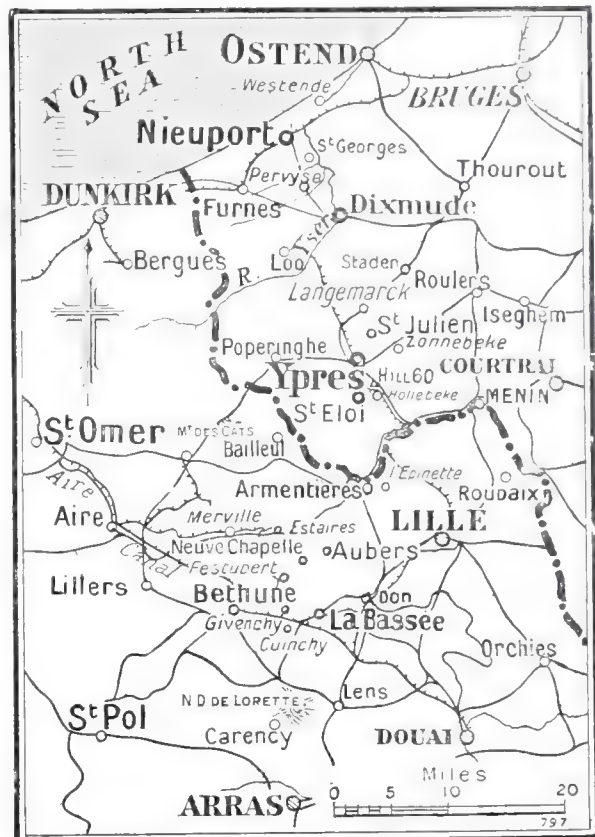 NORTH
SEA
OSTEND
Westende
BRUGES
Nieuport
St Georges
Pervyse
Thourout
DUNKIRK
Furnes
Dixmude
Bergues
Loo
R. Yser
Staden
Roulers
Langemarck
Iseghem
St Julien
Zonnebeke
Poperinghe
COURTRAI
Ypres
HILL 60
Hollebeke
MENIN
St Eloi
St Omer
Mt DES CATS
Bailleul
Aire
Armentières
l'Epinette
Roubaix
Aire
Merville
Estaires
LILLE
Canal
Neuve Chapelle
Aubers
Festubert
Lillers
Bethune
Don
Givenchy
La Bassée
Cuinchy
Orchies
N D DE LORETTE
Lens
St Pol
Carency
DOUAI
Miles
ARRAS
0 5 10 20
797